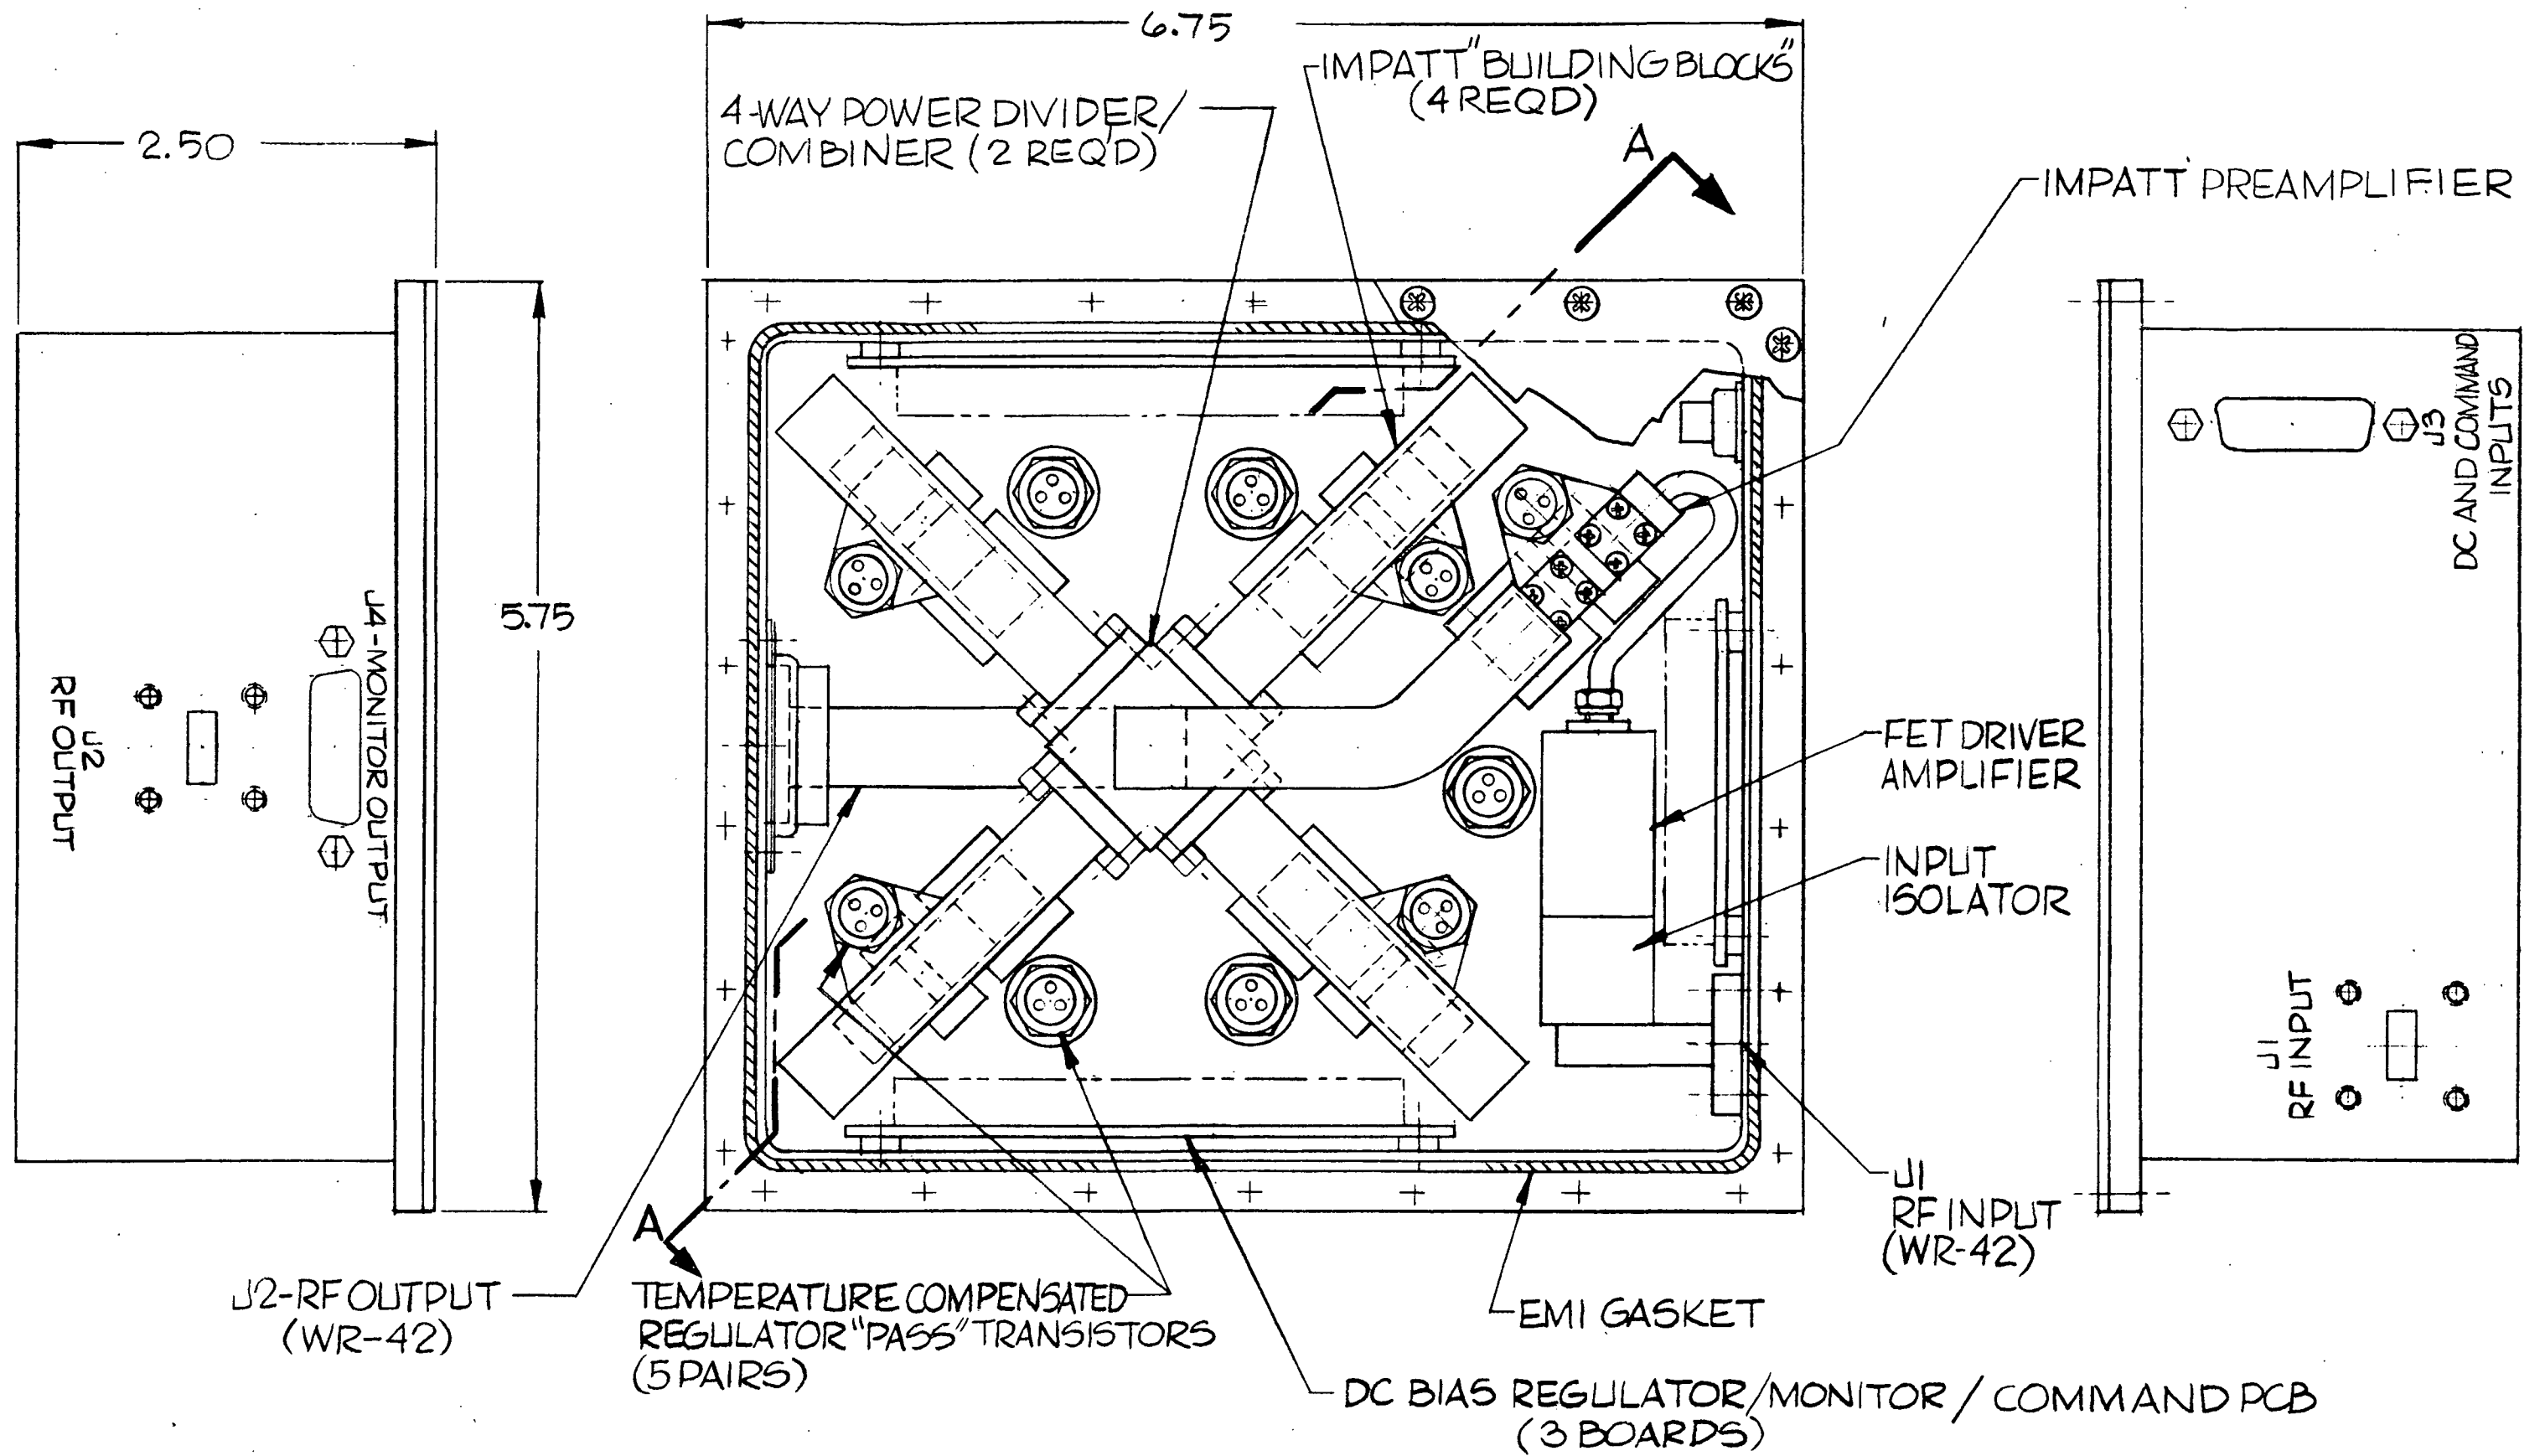 6.75
IMPATT "BUILDING BLOCKS"
(4 REQD)
4-WAY POWER DIVIDER/
COMBINER (2 REQ'D)
2.50
A
IMPATT PREAMPLIFIER
J3
DC AND COMMAND
INPUTS
5.75
J4-MONITOR OUTPUT
J2
RF OUTPUT
FET DRIVER
AMPLIFIER
INPUT
ISOLATOR
J1
RF INPUT
J1
RF INPUT
(WR-42)
A
J2-RF OUTPUT
(WR-42)
TEMPERATURE COMPENSATED
REGULATOR "PASS" TRANSISTORS
(5 PAIRS)
EMI GASKET
DC BIAS REGULATOR/MONITOR/COMMAND PCB
(3 BOARDS)